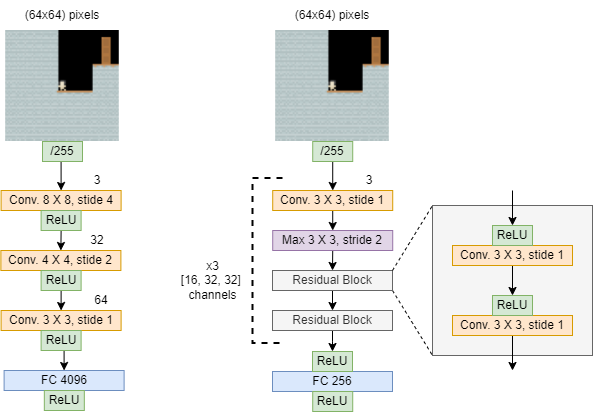 (64x64) pixels
/255
3
Conv. 8 X 8, stide 4
ReLU
32
Conv. 4 X 4, stide 2
ReLU
64
Conv. 3 X 3, stide 1
ReLU
FC 4096
ReLU
(64x64) pixels
/255
3
Conv. 3 X 3, stride 1
Max 3 X 3, stride 2
x3
[16, 32, 32]
channels
Residual Block
Residual Block
ReLU
FC 256
ReLU
ReLU
Conv. 3 X 3, stride 1
ReLU
Conv. 3 X 3, stride 1